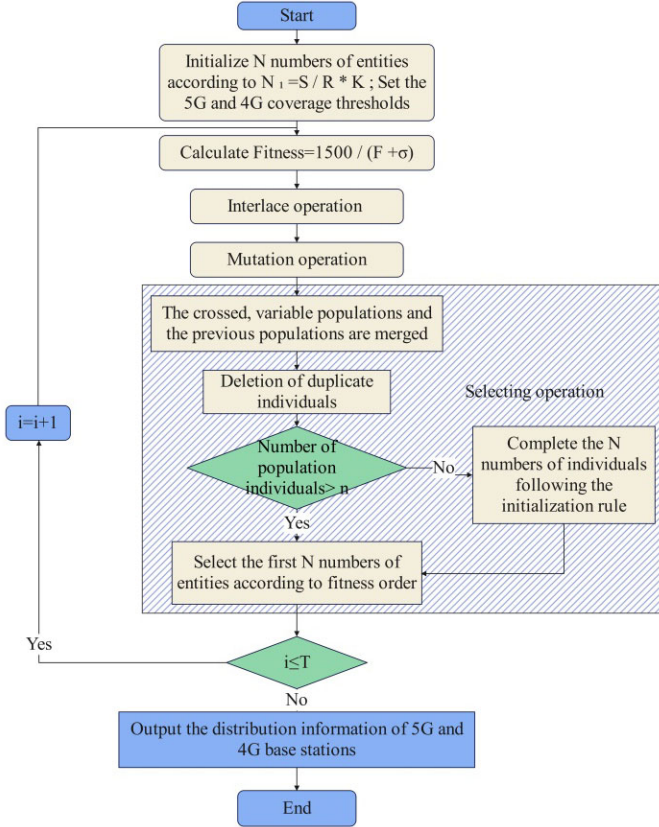 Start
Initialize N numbers of entities
according to N ₁ =S / R * K ; Set the
5G and 4G coverage thresholds
Calculate Fitness=1500 / (F +σ)
Interlace operation
Mutation operation
The crossed, variable populations and
the previous populations are merged
Deletion of duplicate
individuals
Selecting operation
i=i+1
Number of
population
individuals> n
No
Complete the N
numbers of individuals
following the
initialization rule
Yes
Select the first N numbers of
entities according to fitness order
Yes
i≤T
No
Output the distribution information of 5G and
4G base stations
End